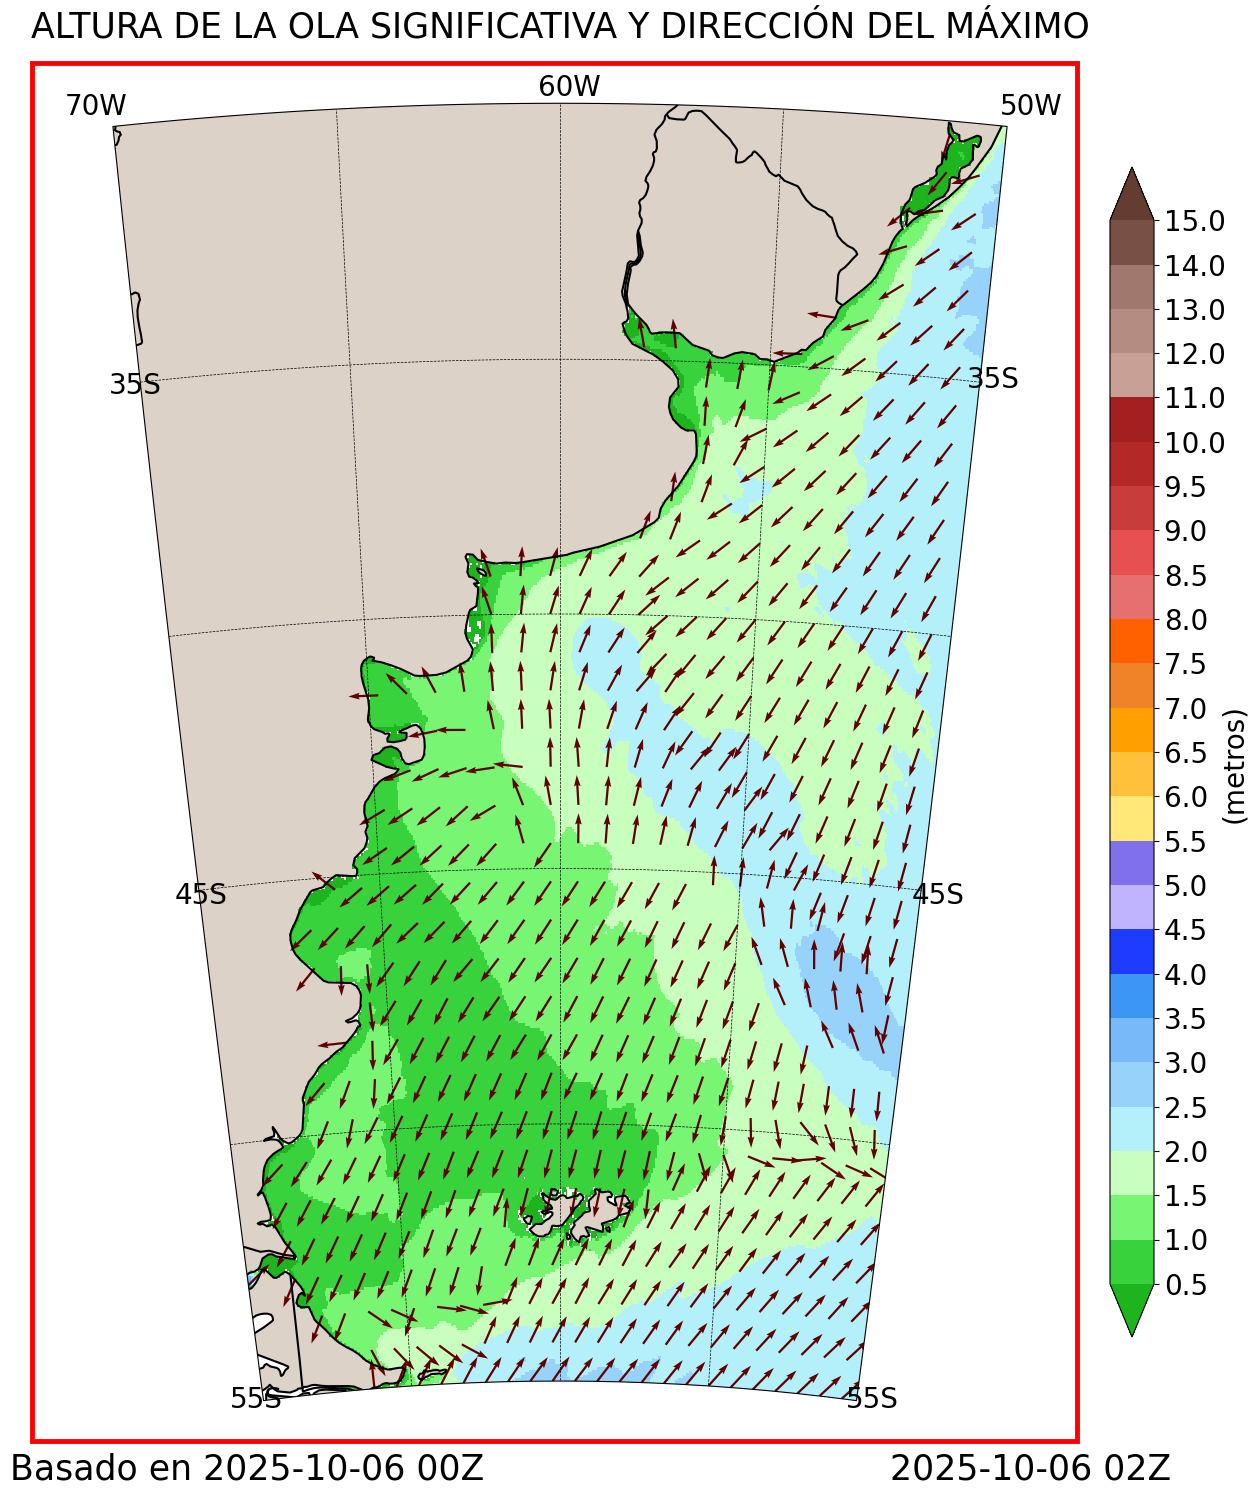 ALTURA DE LA OLA SIGNIFICATIVA Y DIRECCIÓN DEL MÁXIMO
70W
60W
50W
35S
35S
45S
45S
55S
55S
15.0
14.0
13.0
12.0
11.0
10.0
9.5
9.0
8.5
8.0
7.5
7.0
6.5
6.0
5.5
5.0
4.5
4.0
3.5
3.0
2.5
2.0
1.5
1.0
0.5
(metros)
Basado en 2025-10-06 00Z
2025-10-06 02Z